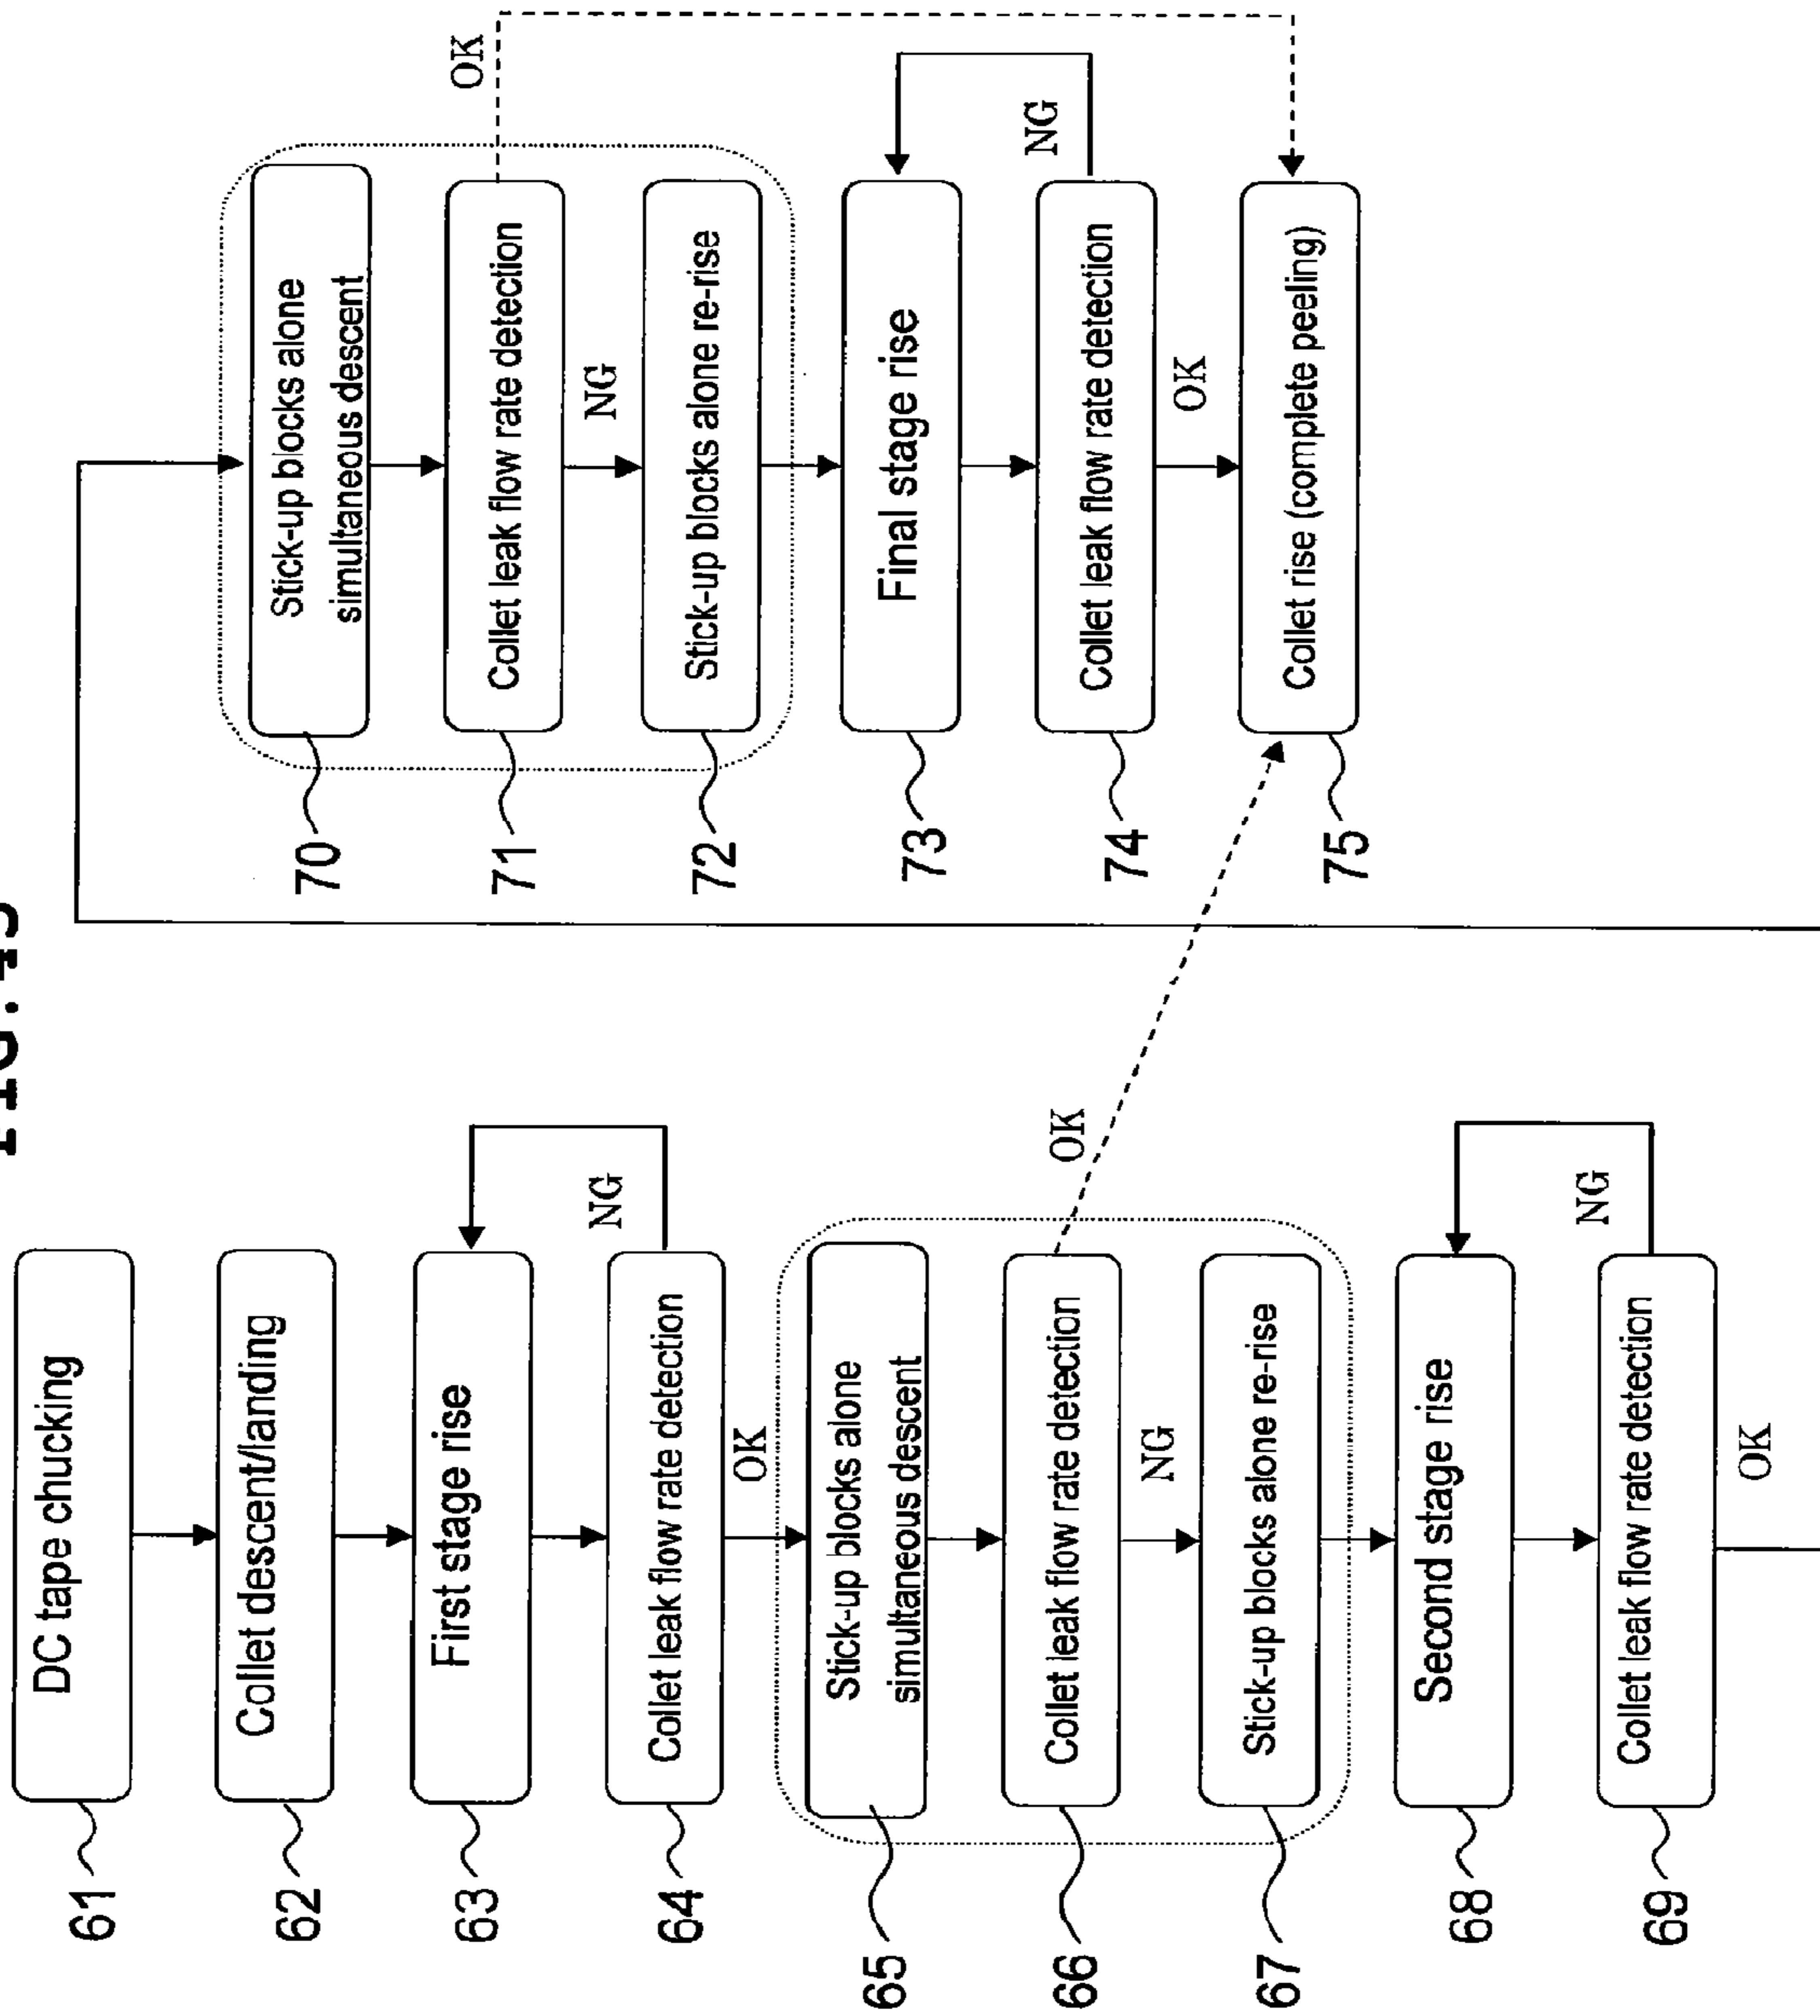 61
DC tape chucking
62
Collet descent/landing
63
First stage rise
NG
64
Collet leak flow rate detection
OK
65
Stick-up blocks alone
simultaneous descent
66
Collet leak flow rate detection
OK
NG
67
Stick-up blocks alone re-rise
68
Second stage rise
NG
69
Collet leak flow rate detection
OK
70
Stick-up blocks alone
simultaneous descent
71
Collet leak flow rate detection
OK
NG
72
Stick-up blocks alone re-rise
73
Final stage rise
NG
74
Collet leak flow rate detection
OK
75
Collet rise (complete peeling)